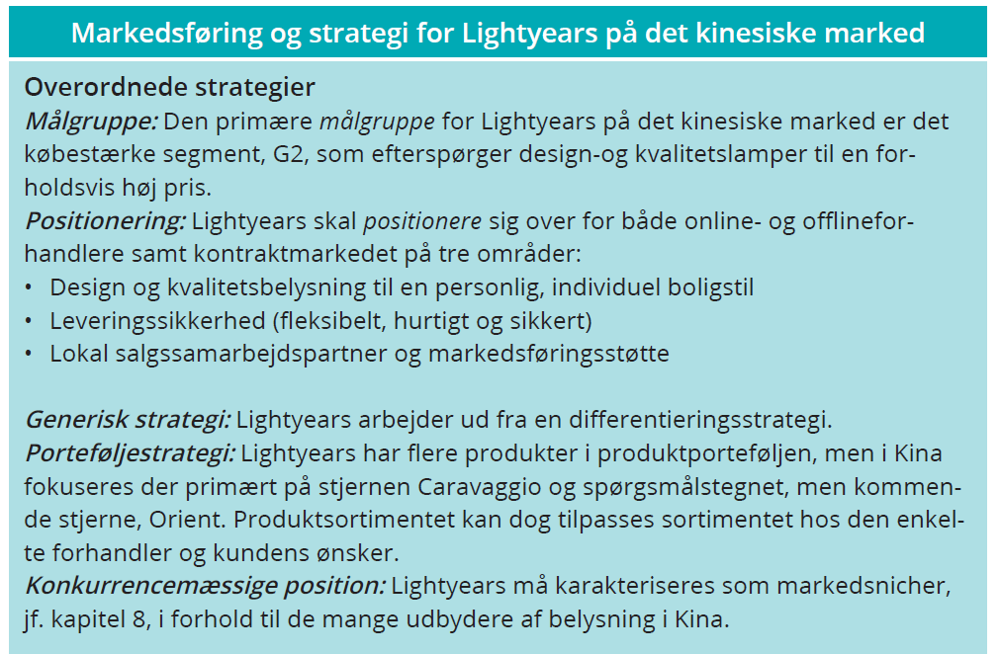 Markedsføring og strategi for Lightyears på det kinesiske marked
Overordnede strategier
Målgruppe: Den primære målgruppe for Lightyears på det kinesiske marked er det
købestærke segment, G2, som efterspørger design-og kvalitetslamper til en for-
holdsvis høj pris.
Positionering: Lightyears skal positionere sig over for både online- og offlinefor-
handlere samt kontraktmarkedet på tre områder:
• Design og kvalitetsbelysning til en personlig, individuel boligstil
• Leveringssikkerhed (fleksibelt, hurtigt og sikkert)
• Lokal salgssamarbejdspartner og markedsføringsstøtte
Generisk strategi: Lightyears arbejder ud fra en differentieringsstrategi.
Porteføljestrategi: Lightyears har flere produkter i produktporteføljen, men i Kina
fokuseres der primært på stjernen Caravaggio og spørgsmålstegnet, men kommen-
de stjerne, Orient. Produktsortimentet kan dog tilpasses sortimentet hos den enkel-
te forhandler og kundens ønsker.
Konkurrencemæssige position: Lightyears må karakteriseres som markedsnicher,
jf. kapitel 8, i forhold til de mange udbydere af belysning i Kina.